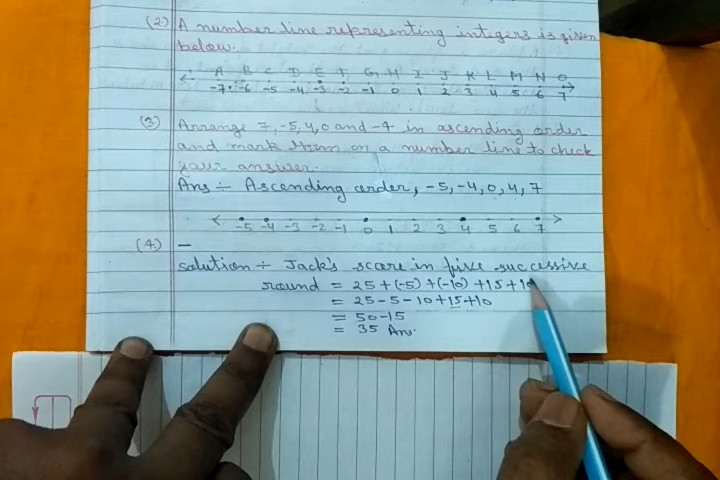 (2) A number line representing integers is given
below.
A B C D E F G H I J K L M N O
-7 -6 -5 -4 -3 -2 -1 0 1 2 3 4 5 6 7
(3) Arrange 7, -5, 4, 0 and -4 in ascending order
and mark them on a number line to check
your answer.
Ans ÷ Ascending order, -5, -4, 0, 4, 7
-5 -4 -3 -2 -1 0 1 2 3 4 5 6 7
(4.) —
Solution ÷ Jack's score in five successive
round = 25 + (-5) + (-10) + 15 + 10
= 25 - 5 - 10 + 15 + 10
= 50 - 15
= 35 Ans.